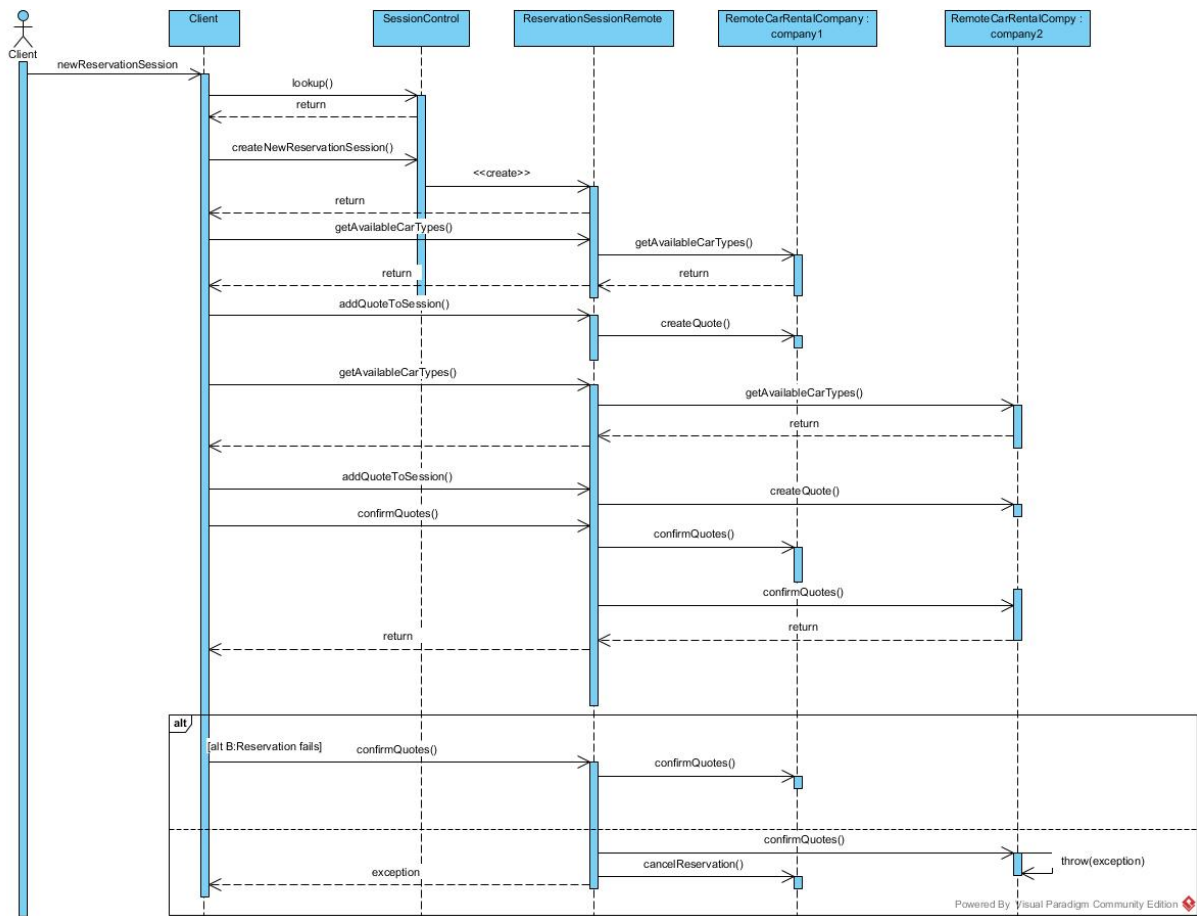 Client
Client
SessionControl
ReservationSessionRemote
RemoteCarRentalCompany :
company1
RemoteCarRentalCompy :
company2
newReservationSession
lookup()
return
createNewReservationSession()
<<create>>
return
getAvailableCarTypes()
getAvailableCarTypes()
return
return
addQuoteToSession()
createQuote()
getAvailableCarTypes()
getAvailableCarTypes()
return
addQuoteToSession()
createQuote()
confirmQuotes()
confirmQuotes()
confirmQuotes()
return
return
alt
[alt B:Reservation fails]
confirmQuotes()
confirmQuotes()
confirmQuotes()
throw(exception)
cancelReservation()
exception
Powered By Visual Paradigm Community Edition